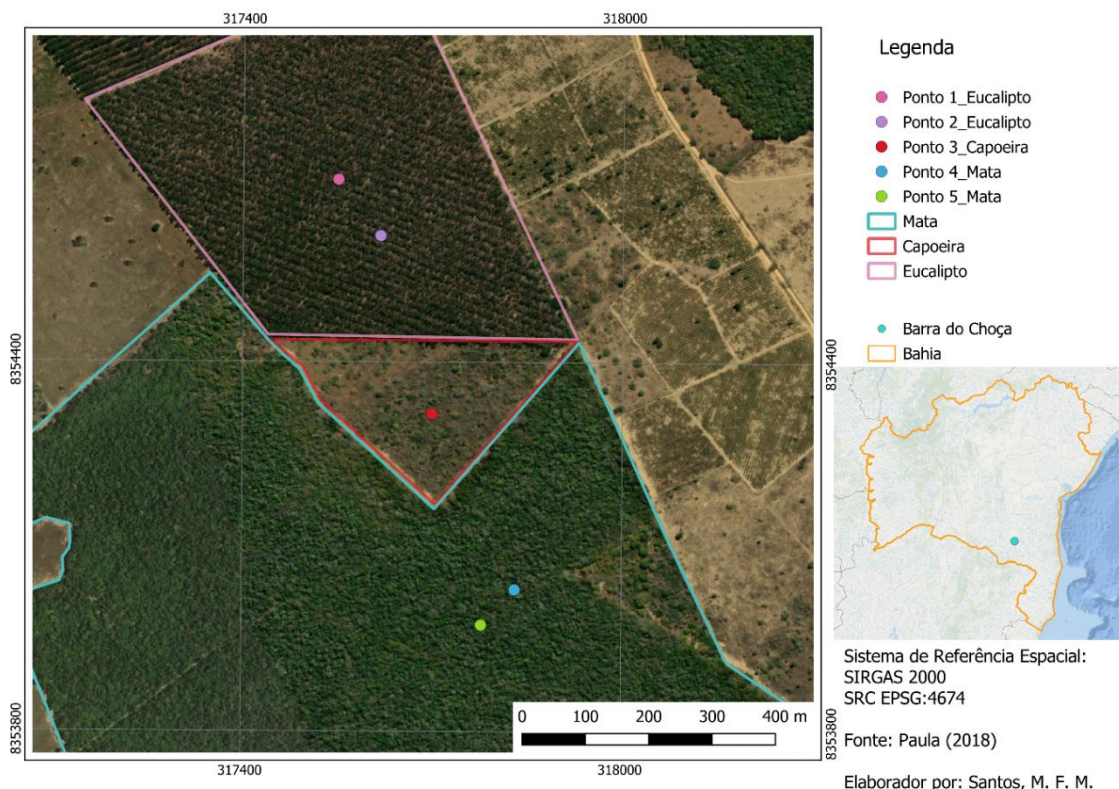 317400 318000
Legenda
Ponto 1_Eucalipto
Ponto 2_Eucalipto
Ponto 3_Capoeira
Ponto 4_Mata
Ponto 5_Mata
Mata
Capoeira
Eucalipto
Barra do Choça
Bahia
8354400 8354400
8353800 8353800
0 100 200 300 400 m
317400 318000
Sistema de Referência Espacial:
SIRGAS 2000
SRC EPSG:4674
Fonte: Paula (2018)
Elaborador por: Santos, M. F. M.